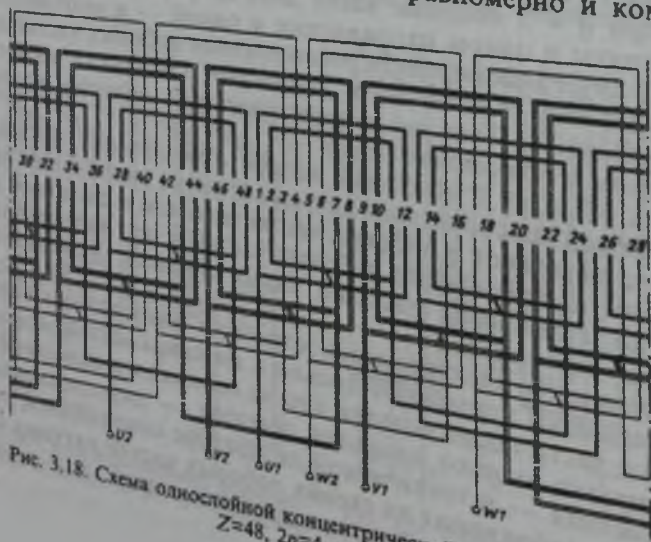 равномерно и ко
30 32 34 36 38 40 42 44 46 48 1 2 3 4 5 6 7 8 9 10 12 14 16 18 20 22 24 26 28
U2 V2 U1 W2 V1 W1
Рис. 3.18. Схема однослойной концентрическ
Z=48, 2p=4